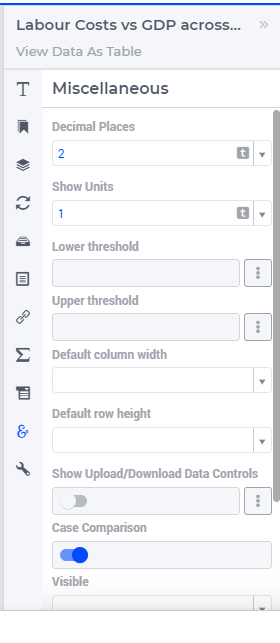 Labour Costs vs GDP across...
View Data As Table
Miscellaneous
Decimal Places
2
Show Units
1
Lower threshold
Upper threshold
Default column width
Default row height
Show Upload/Download Data Controls
Case Comparison
Visible